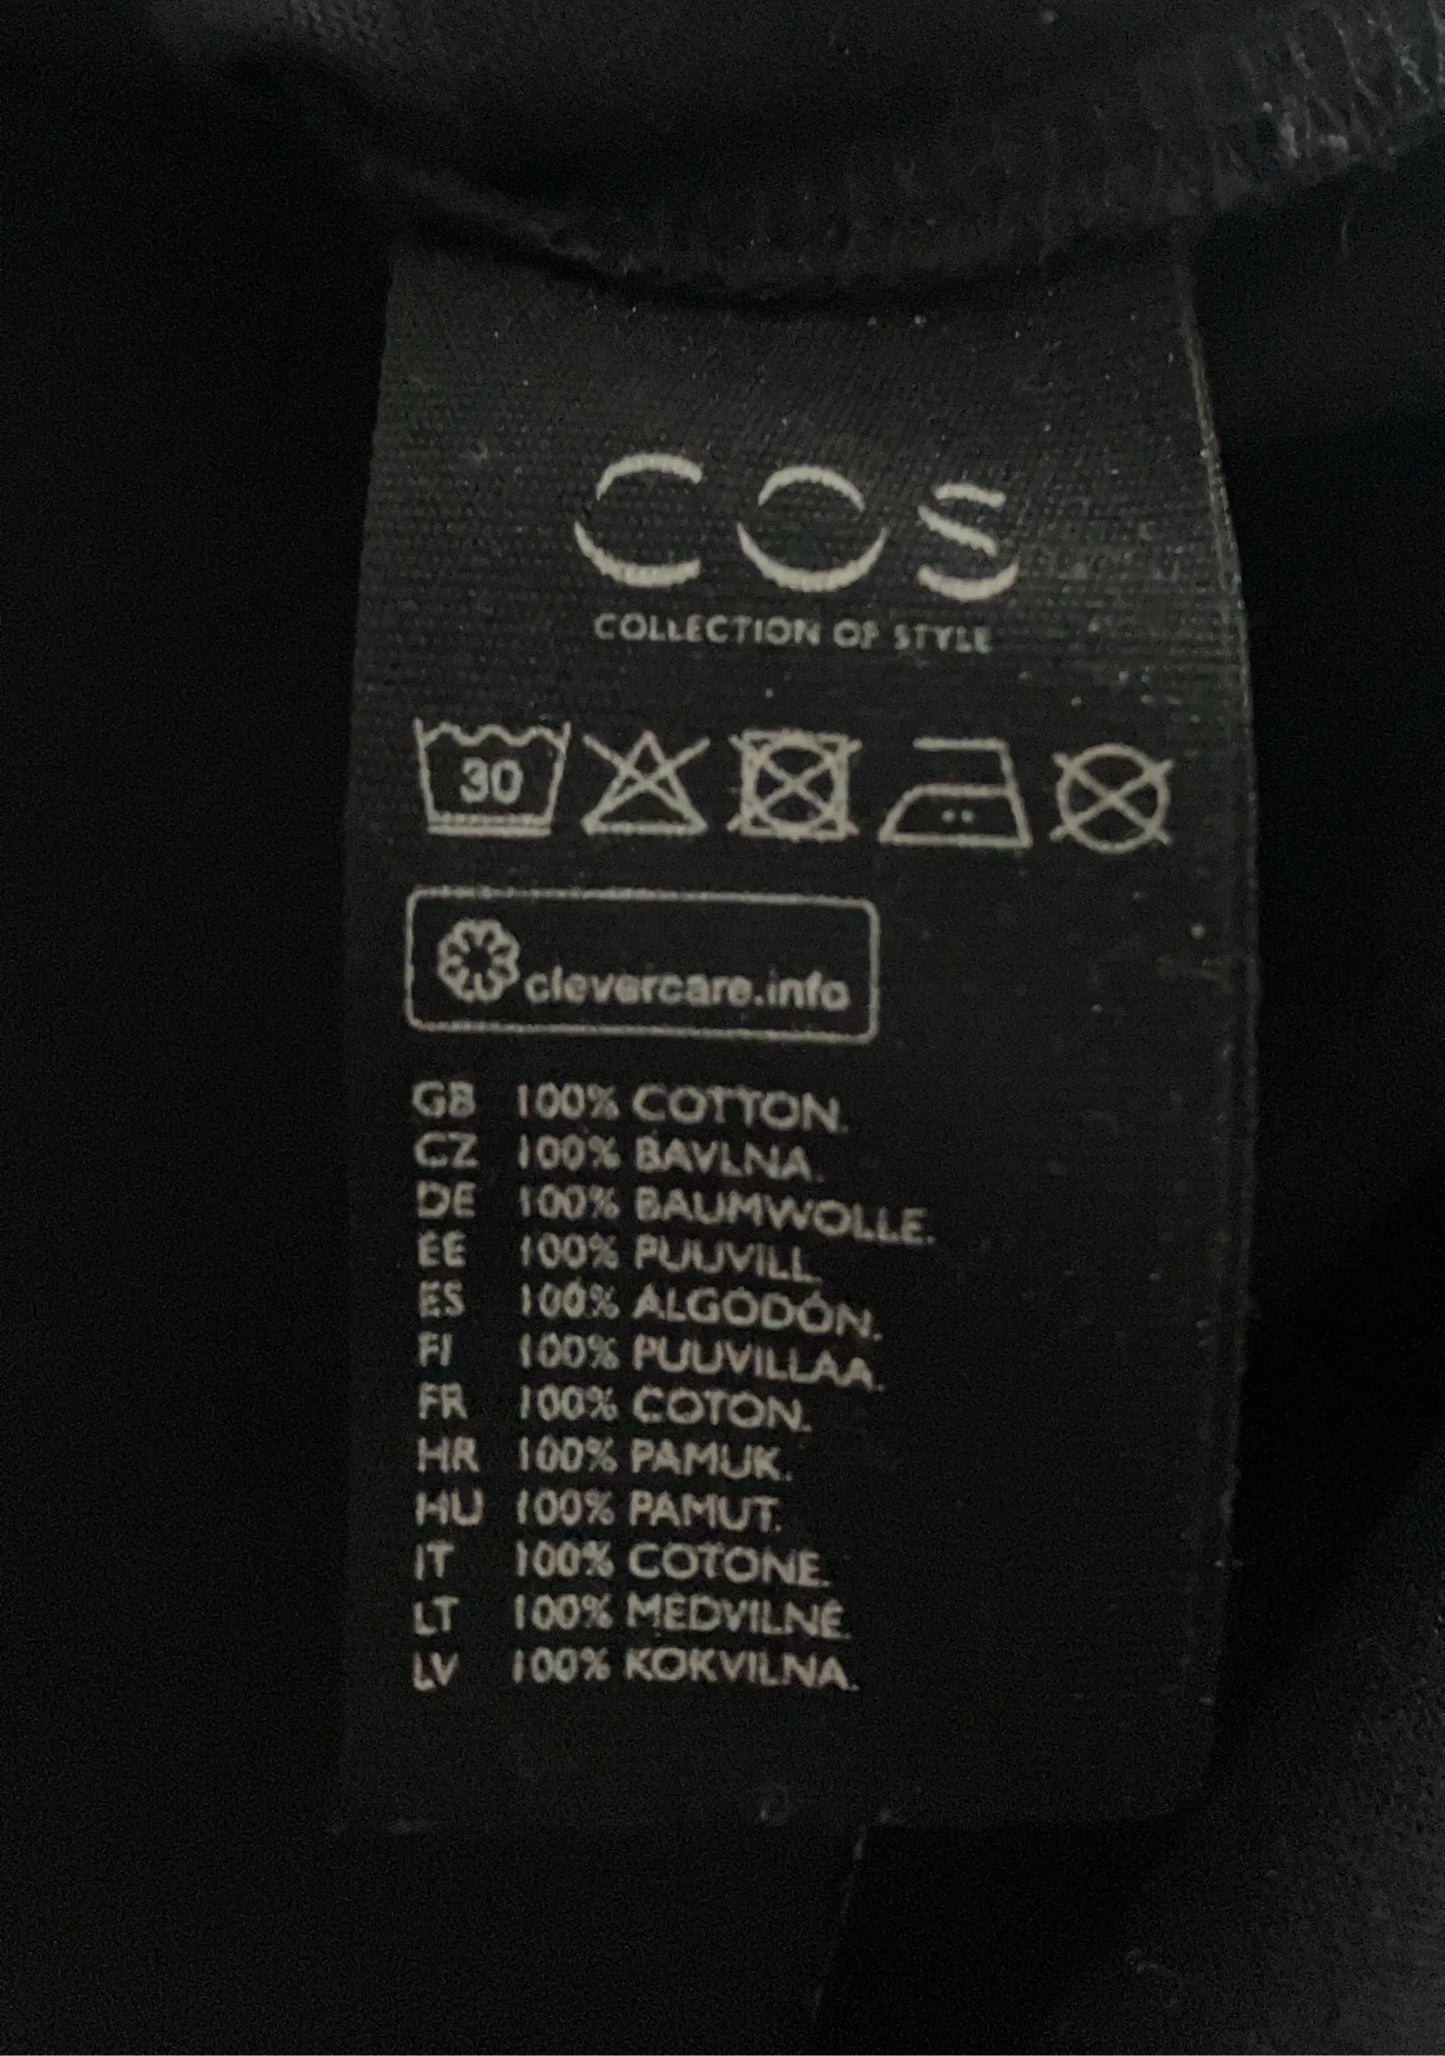 COS
COLLECTION OF STYLE
30
clevercare.info
GB 100% COTTON.
CZ 100% BAVLNA.
DE 100% BAUMWOLLE.
EE 100% PUUVILL.
ES 100% ALGODÓN.
FI 100% PUUVILLAA.
FR 100% COTON.
HR 100% PAMUK.
HU 100% PAMUT.
IT 100% COTONE.
LT 100% MEDVILNĖ.
LV 100% KOKVILNA.